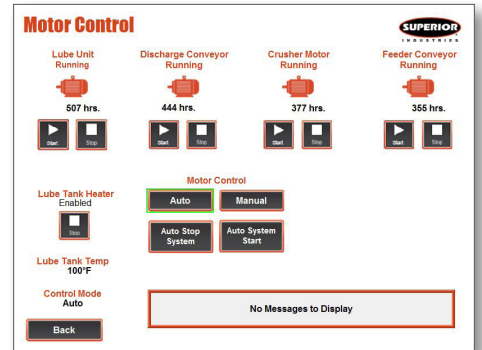 Motor Control
SUPERIOR
INDUSTRIES
Lube Unit
Running
507 hrs.
Start
Stop
Discharge Conveyor
Running
444 hrs.
Start
Stop
Crusher Motor
Running
377 hrs.
Start
Stop
Feeder Conveyor
Running
355 hrs.
Start
Stop
Lube Tank Heater
Enabled
Stop
Lube Tank Temp
100°F
Control Mode
Auto
Back
Motor Control
Auto
Manual
Auto Stop
System
Auto System
Start
No Messages to Display